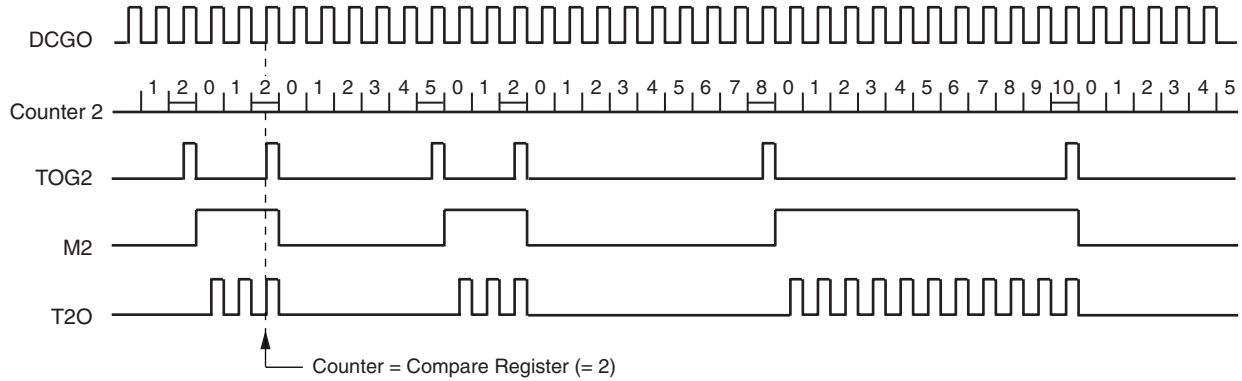 DCGO
Counter 2 1 2 0 1 2 0 1 2 3 4 5 0 1 2 0 1 2 3 4 5 6 7 8 0 1 2 3 4 5 6 7 8 9 10 0 1 2 3 4 5
TOG2
M2
T2O
Counter = Compare Register (= 2)